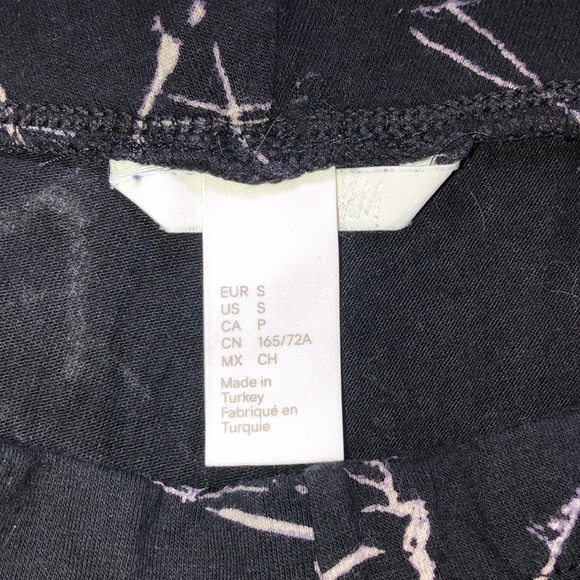 EUR S
US S
CA P
CN 165/72A
MX CH
Made in
Turkey
Fabriqué en
Turquie